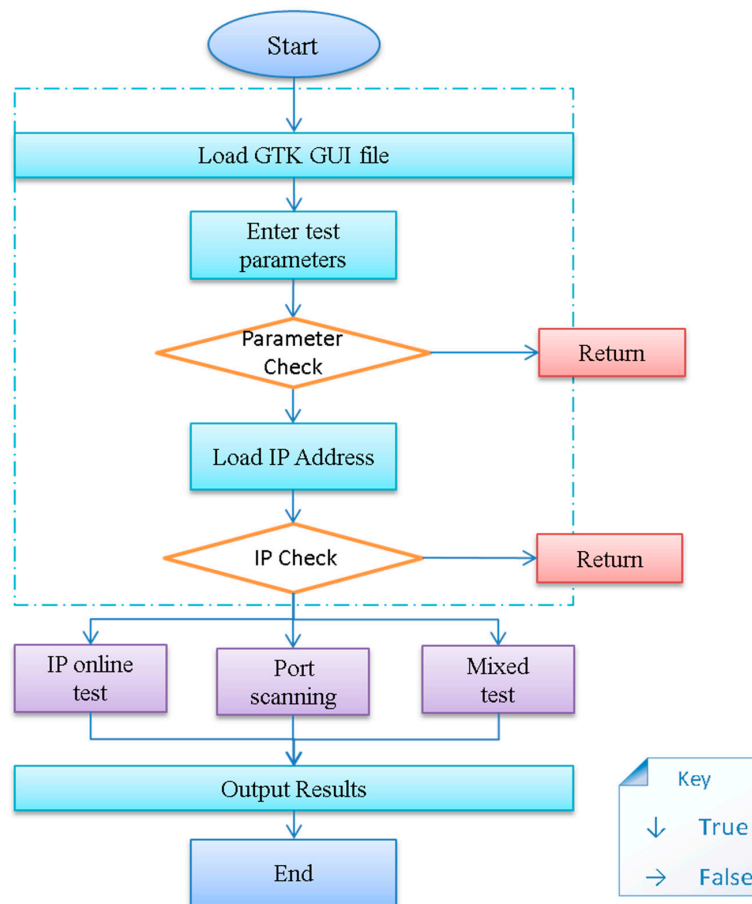 Start
Load GTK GUI file
Enter test
parameters
Parameter
Check
Return
Load IP Address
IP Check
Return
IP online
test
Port
scanning
Mixed
test
Output Results
End
Key
↓ True
→ False